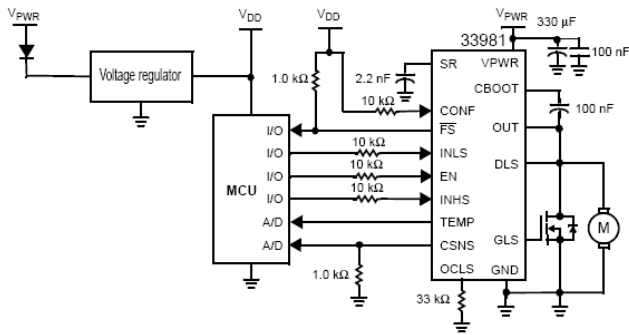 VPWR
VDD
VDD
VPWR
330 µF
100 nF
33981
Voltage regulator
1.0 kΩ
2.2 nF
SR
VPWR
10 kΩ
CONF
CBOOT
100 nF
I/O
FS
OUT
I/O
10 kΩ
INLS
DLS
MCU
I/O
10 kΩ
EN
I/O
10 kΩ
INHS
M
A/D
TEMP
A/D
CSNS
GLS
1.0 kΩ
OCLS
GND
33 kΩ